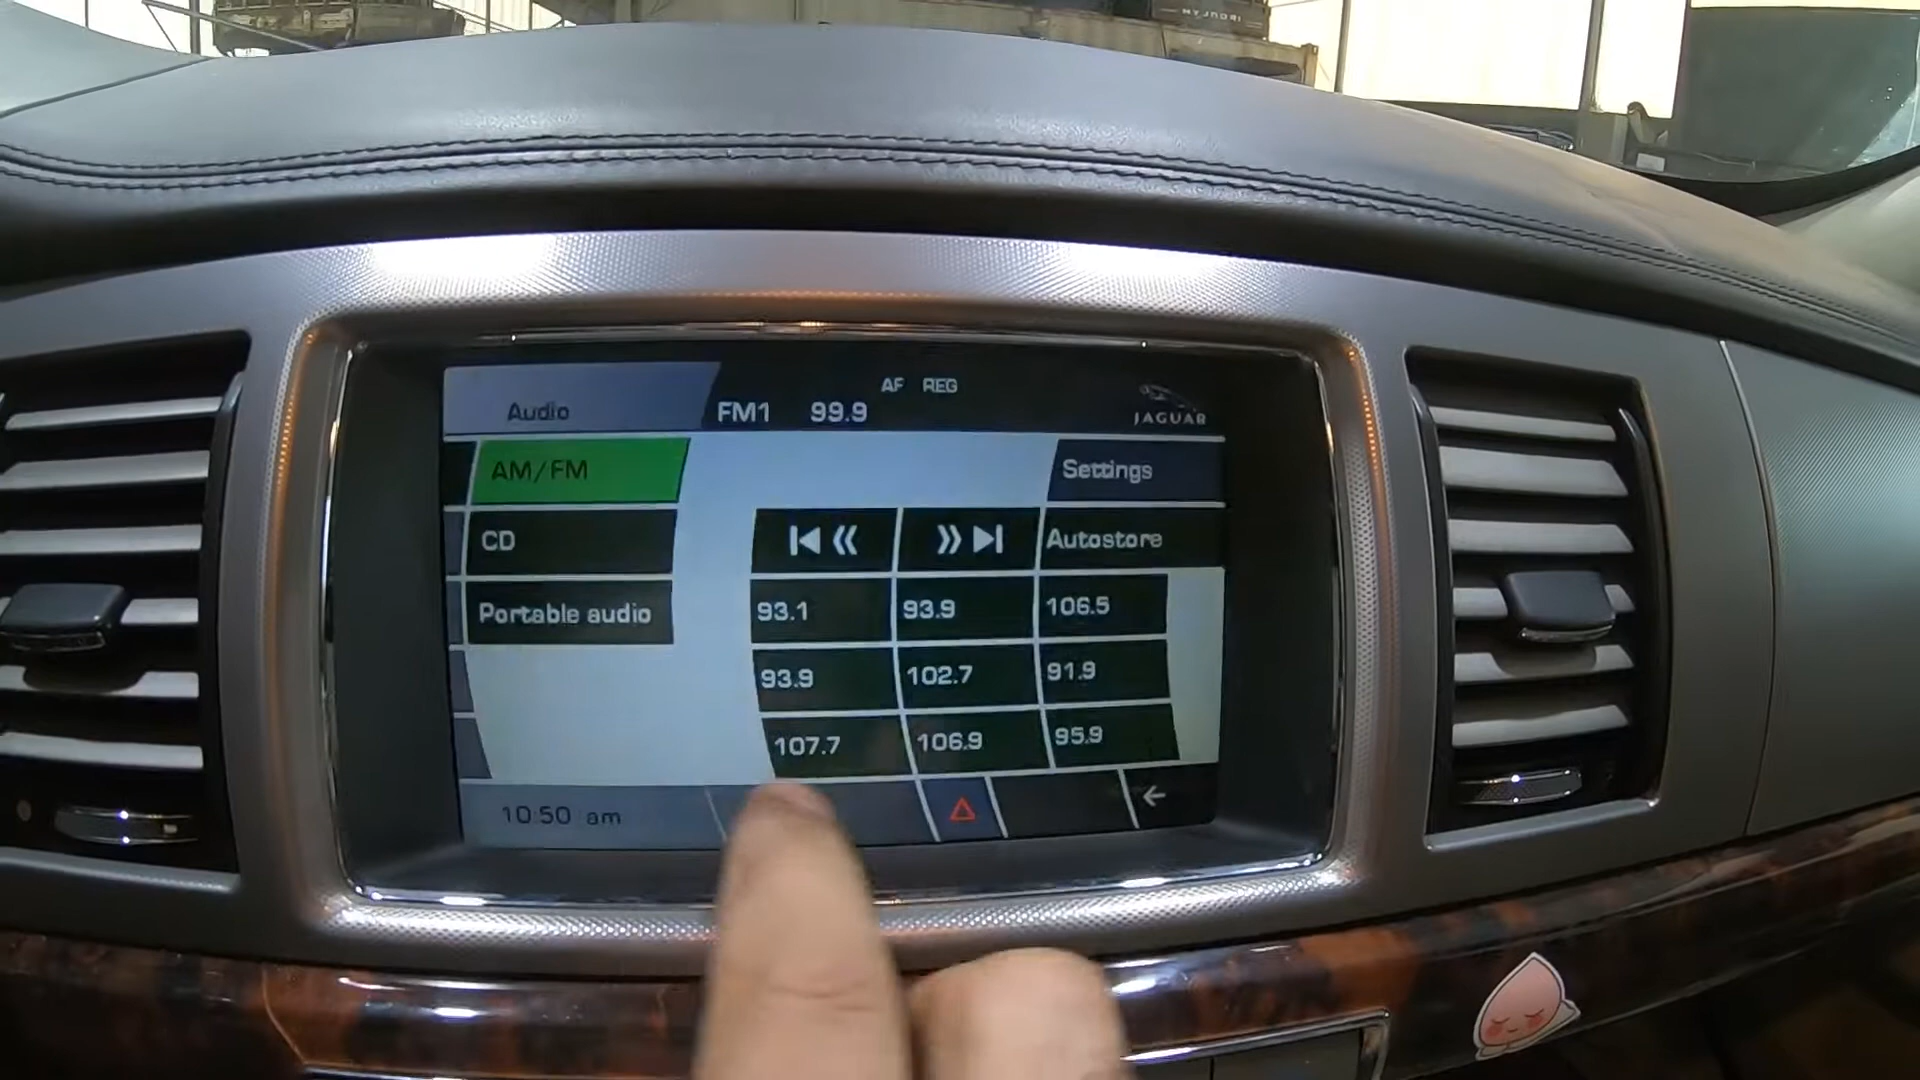 AF REG
Audio FM1 99.9 JAGUAR
AM/FM Settings
CD Autostore
Portable audio 93.1 93.9 106.5
93.9 102.7 91.9
107.7 106.9 95.9
10:50 am